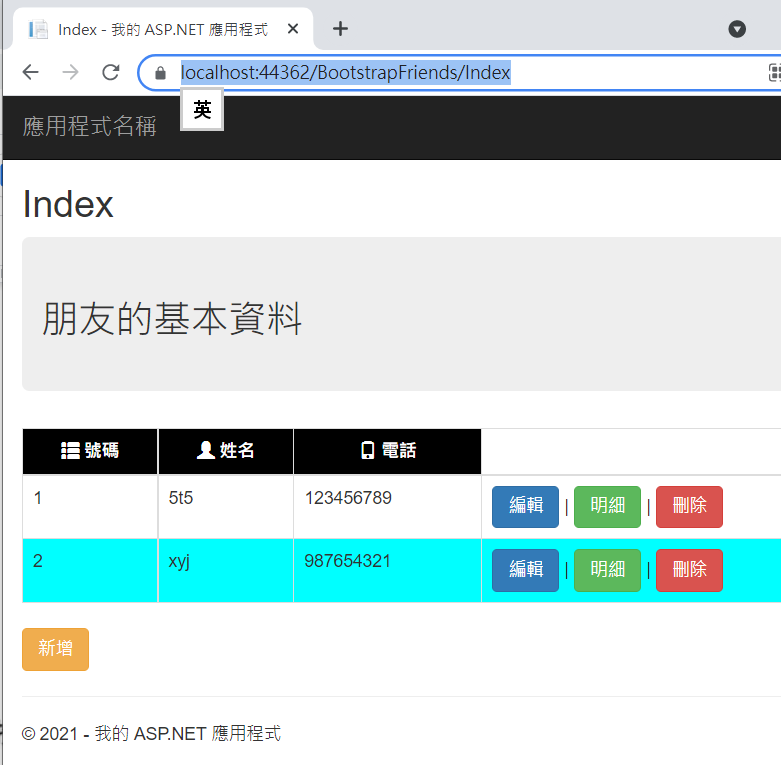 Index - 我的 ASP.NET 應用程式
localhost:44362/BootstrapFriends/Index
英
應用程式名稱
Index
朋友的基本資料
號碼 姓名 電話
1 5t5 123456789 編輯 | 明細 | 刪除
2 xyj 987654321 編輯 | 明細 | 刪除
新增
© 2021 - 我的 ASP.NET 應用程式